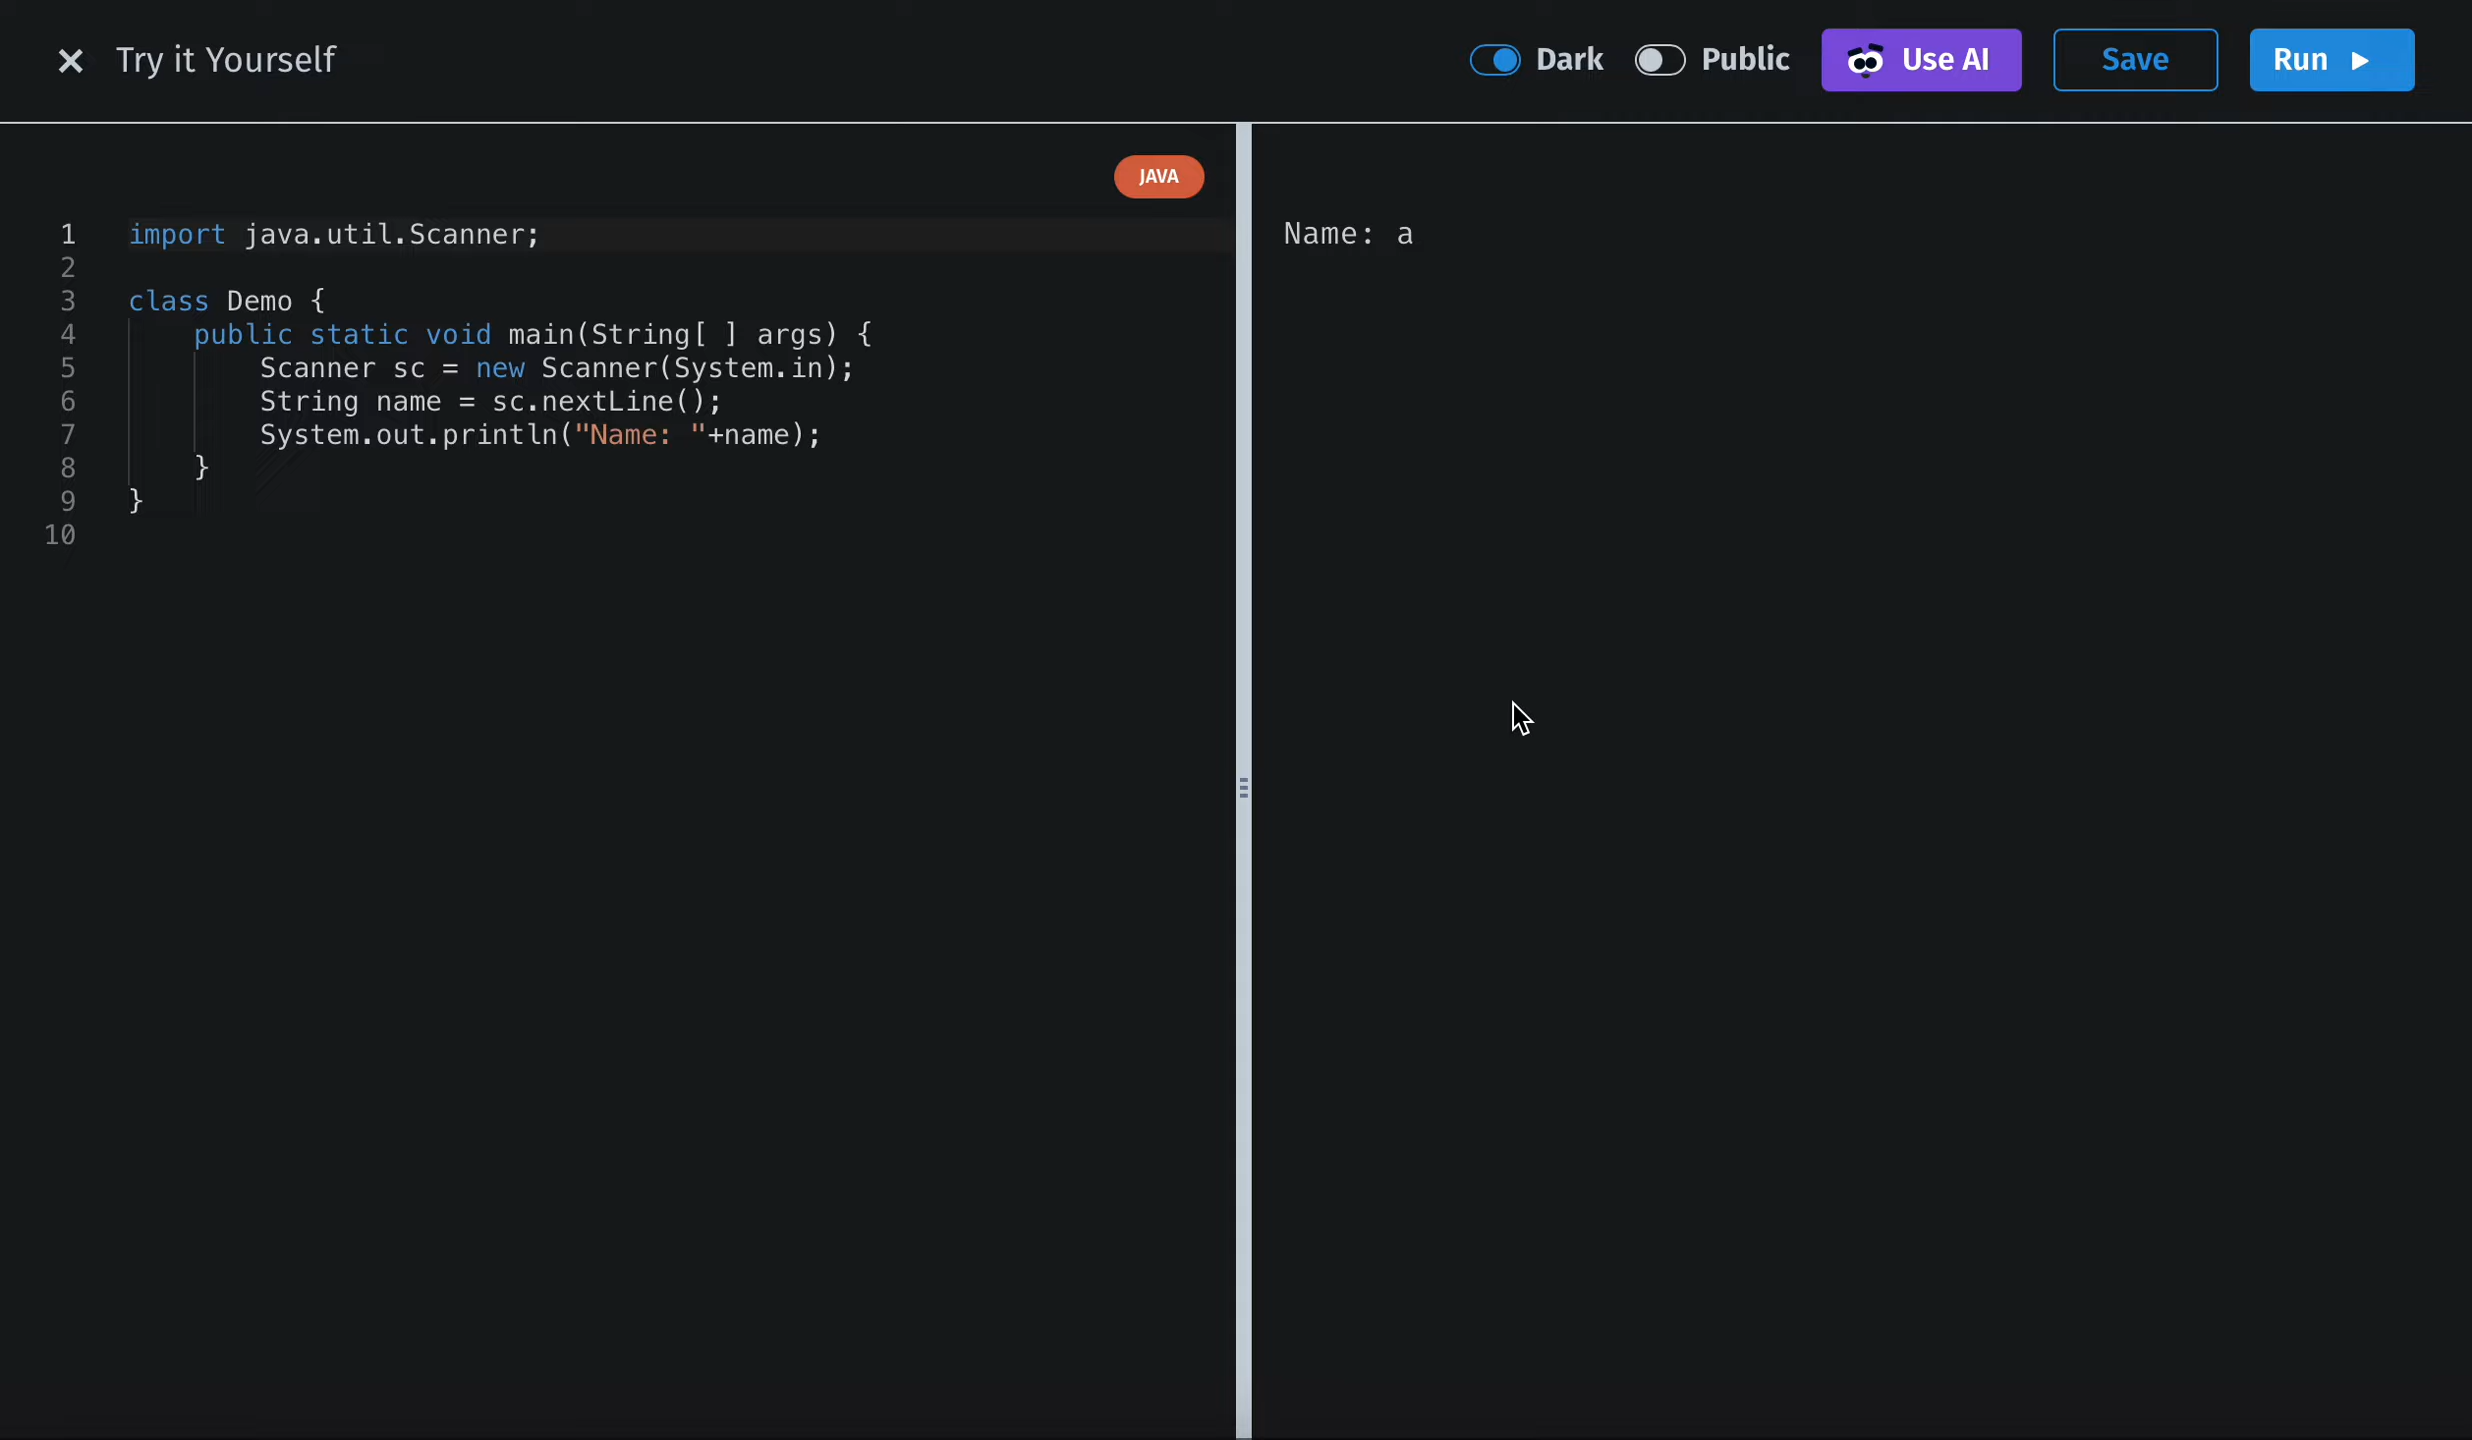 Try it Yourself
Dark
Public
Use AI
Save
Run
JAVA
1 import java.util.Scanner;
2
3 class Demo {
4     public static void main(String[ ] args) {
5         Scanner sc = new Scanner(System.in);
6         String name = sc.nextLine();
7         System.out.println("Name: "+name);
8     }
9 }
10
Name: a